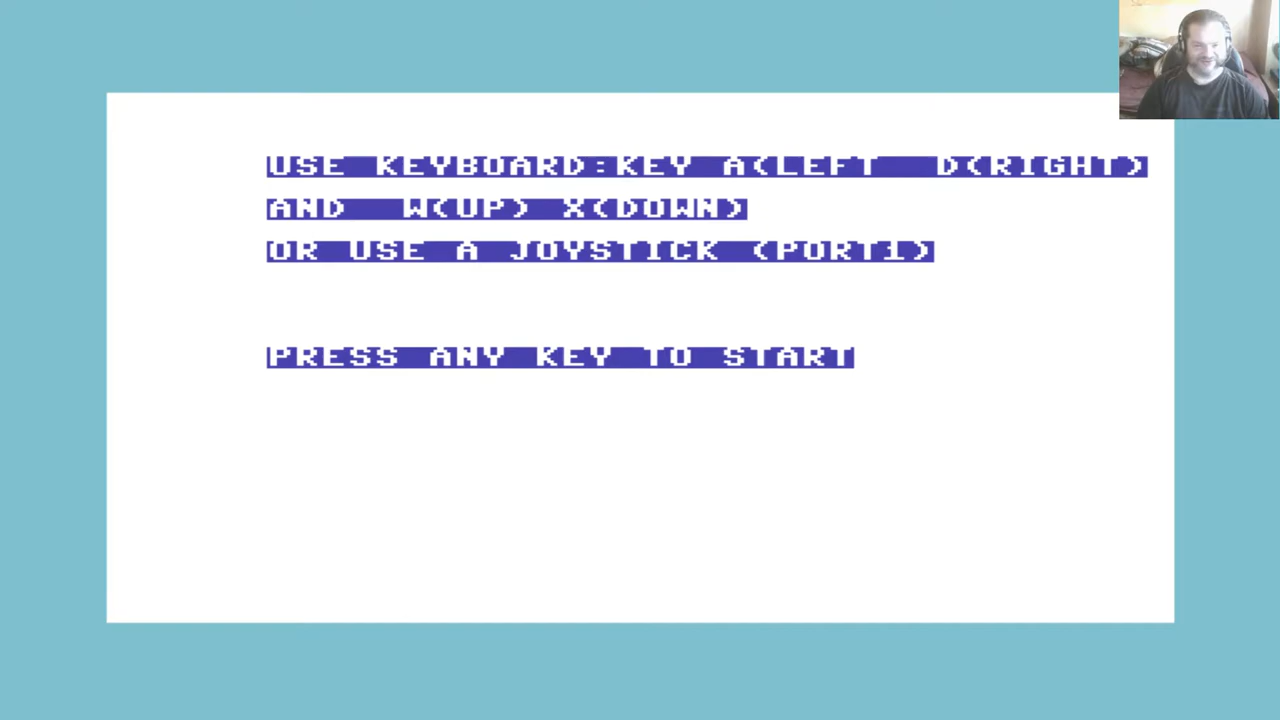 USE KEYBOARD:KEY A(LEFT  D(RIGHT)
AND  W(UP) X(DOWN)
OR USE A JOYSTICK (PORT1)
PRESS ANY KEY TO START